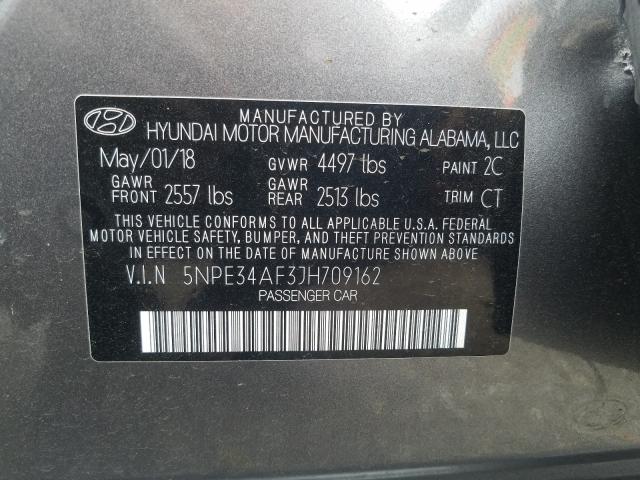 MANUFACTURED BY
HYUNDAI MOTOR MANUFACTURING ALABAMA, LLC
May/01/18 GVWR 4497 lbs PAINT 2C
GAWR FRONT 2557 lbs GAWR REAR 2513 lbs TRIM CT
THIS VEHICLE CONFORMS TO ALL APPLICABLE U.S.A. FEDERAL
MOTOR VEHICLE SAFETY, BUMPER, AND THEFT PREVENTION STANDARDS
IN EFFECT ON THE DATE OF MANUFACTURE SHOWN ABOVE
V.I.N 5NPE34AF3JH709162
PASSENGER CAR